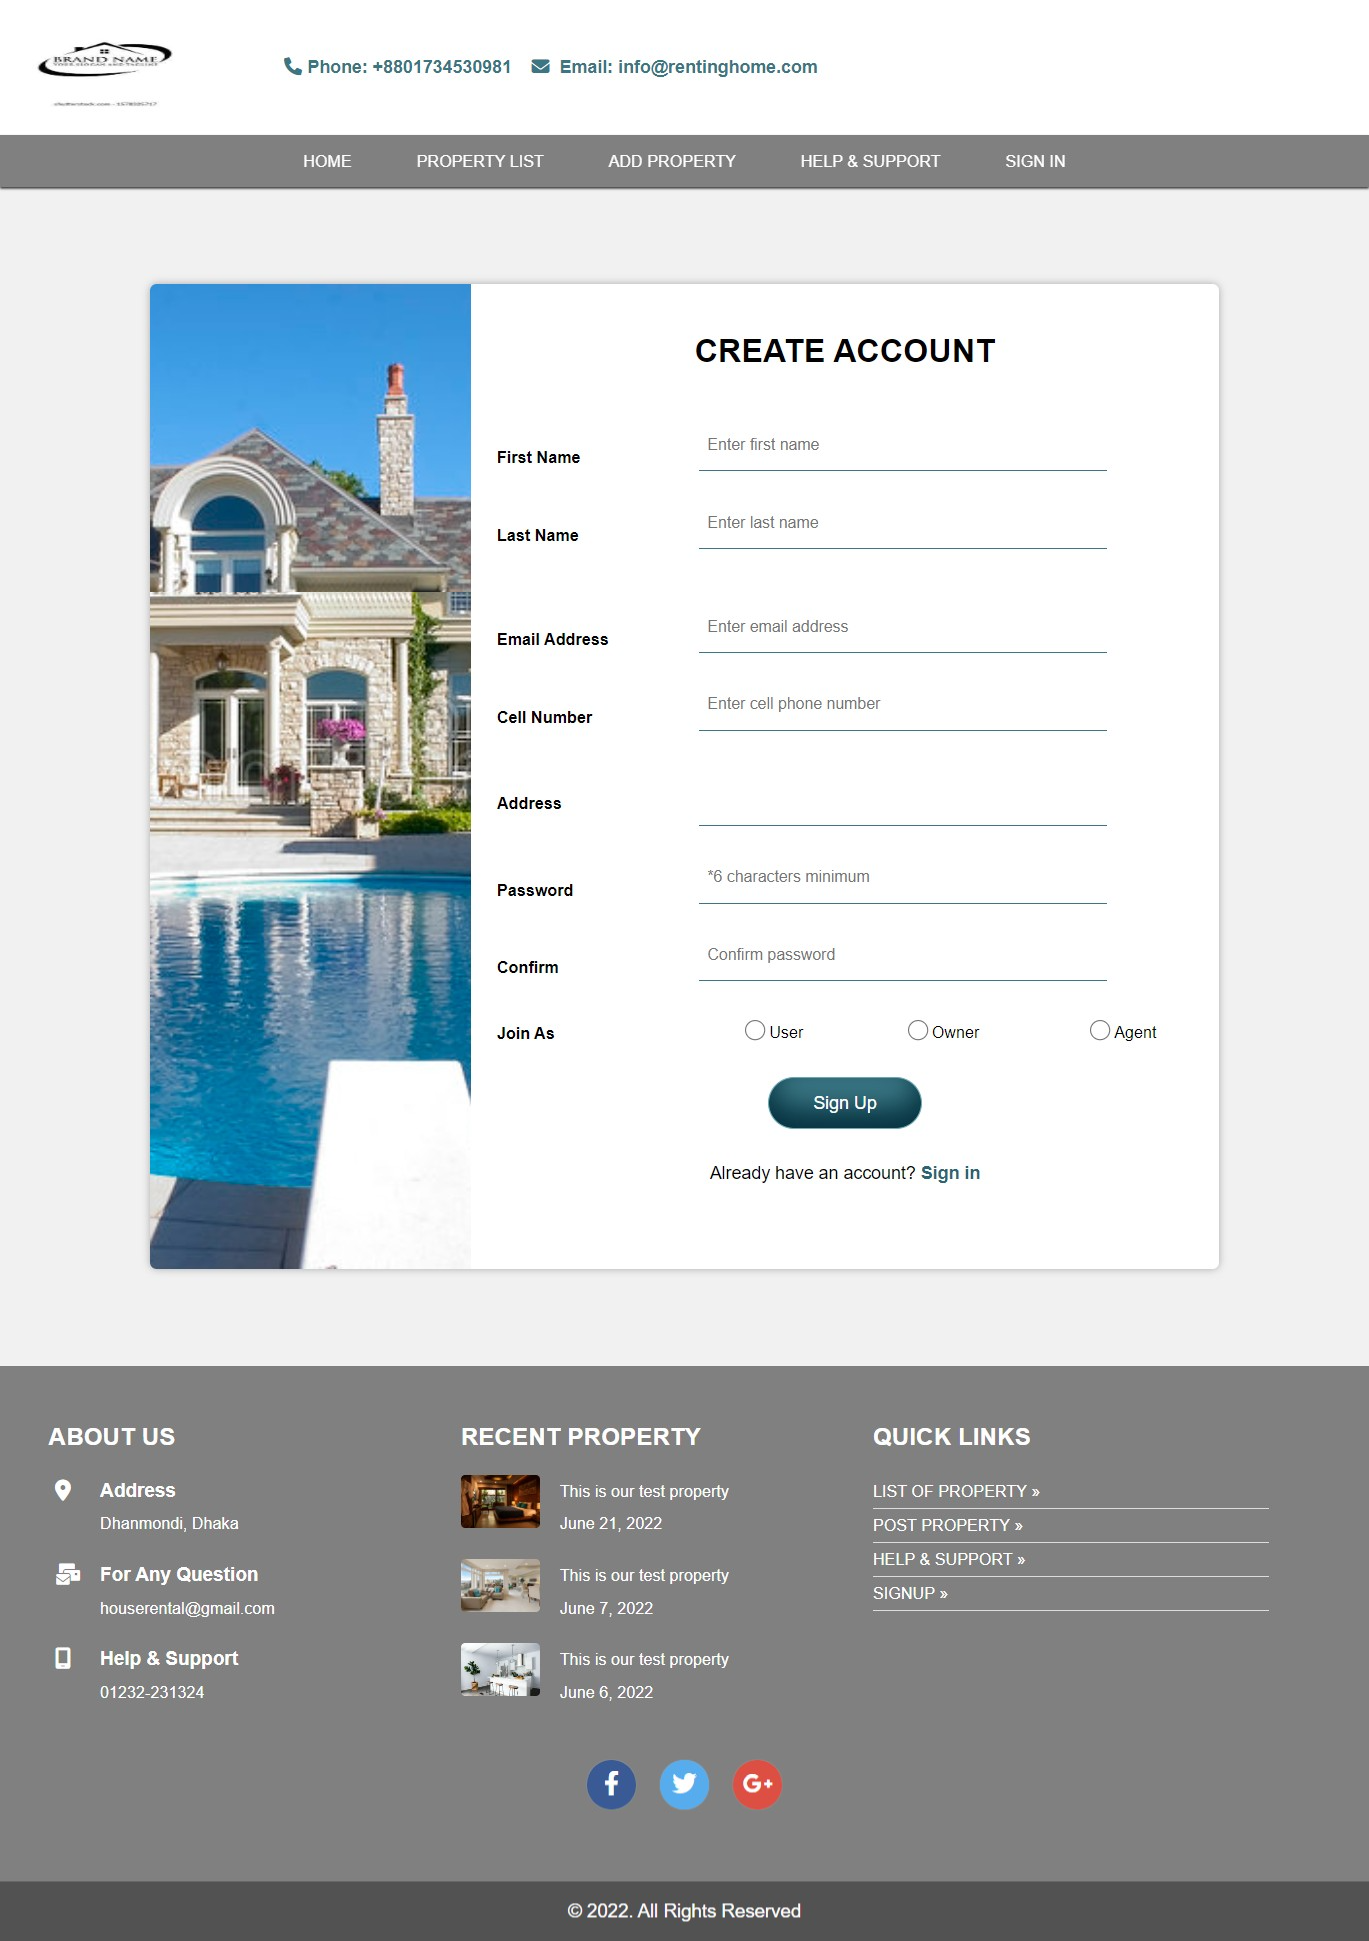 BRAND NAME
Phone: +8801734530981 Email: info@rentinghome.com
HOME PROPERTY LIST ADD PROPERTY HELP & SUPPORT SIGN IN
CREATE ACCOUNT
First Name Enter first name
Last Name Enter last name
Email Address Enter email address
Cell Number Enter cell phone number
Address
Password *6 characters minimum
Confirm Confirm password
Join As User Owner Agent
Sign Up
Already have an account? Sign in
ABOUT US
Address
Dhanmondi, Dhaka
For Any Question
houserental@gmail.com
Help & Support
01232-231324
RECENT PROPERTY
This is our test property
June 21, 2022
This is our test property
June 7, 2022
This is our test property
June 6, 2022
QUICK LINKS
LIST OF PROPERTY »
POST PROPERTY »
HELP & SUPPORT »
SIGNUP »
© 2022. All Rights Reserved